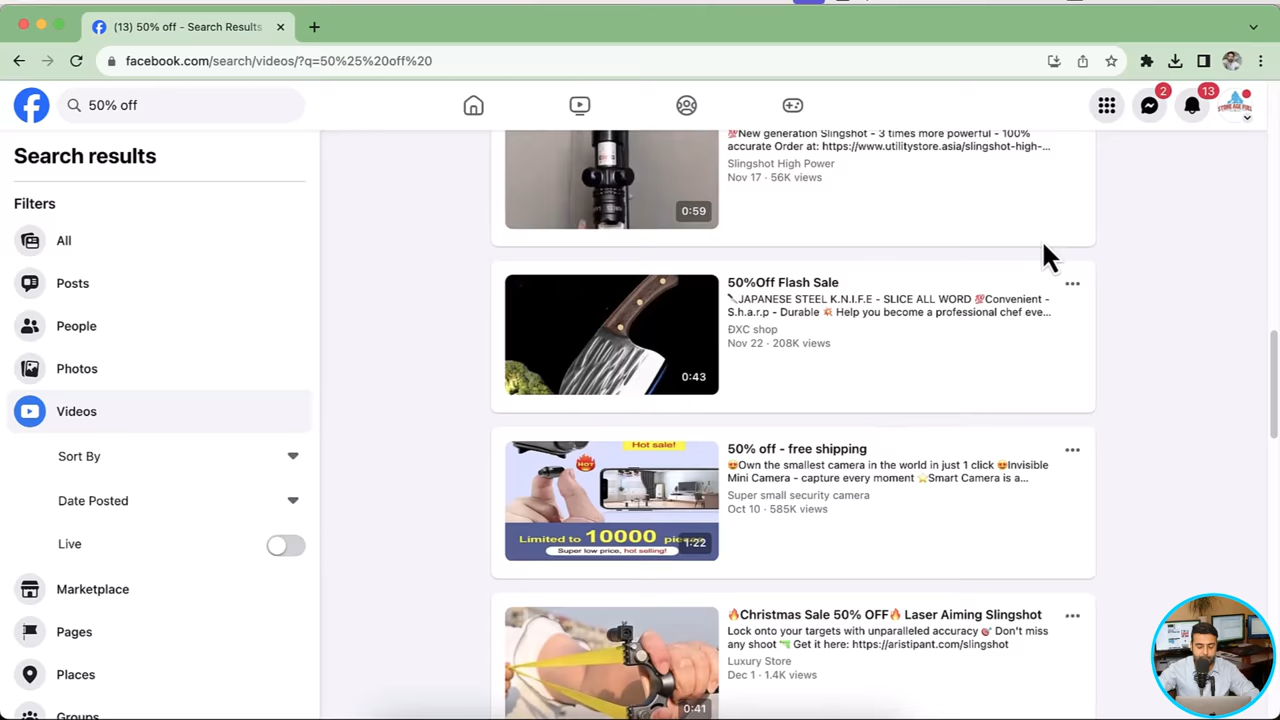 (13) 50% off - Search Results
facebook.com/search/videos/?q=50%25%20off%20
50% off
2
13
Search results
Filters
All
Posts
People
Photos
Videos
Sort By
Date Posted
Live
Marketplace
Pages
Places
Groups
💯New generation Slingshot - 3 times more powerful - 100%
accurate Order at: https://www.utilitystore.asia/slingshot-high-...
Slingshot High Power
Nov 17 · 56K views
0:59
50%Off Flash Sale
🔪JAPANESE STEEL K.N.I.F.E - SLICE ALL WORD 💯Convenient -
S.h.a.r.p - Durable 💥 Help you become a professional chef eve...
ĐXC shop
Nov 22 · 208K views
0:43
50% off - free shipping
😍Own the smallest camera in the world in just 1 click 😍Invisible
Mini Camera - capture every moment ⭐Smart Camera is a...
Super small security camera
Oct 10 · 585K views
Hot sale!
HOT
Limited to 10000
Super low price, hot selling!
1:22
🔥Christmas Sale 50% OFF🔥 Laser Aiming Slingshot
Lock onto your targets with unparalleled accuracy 🎯 Don't miss
any shoot 🔫 Get it here: https://aristipant.com/slingshot
Luxury Store
Dec 1 · 1.4K views
0:41